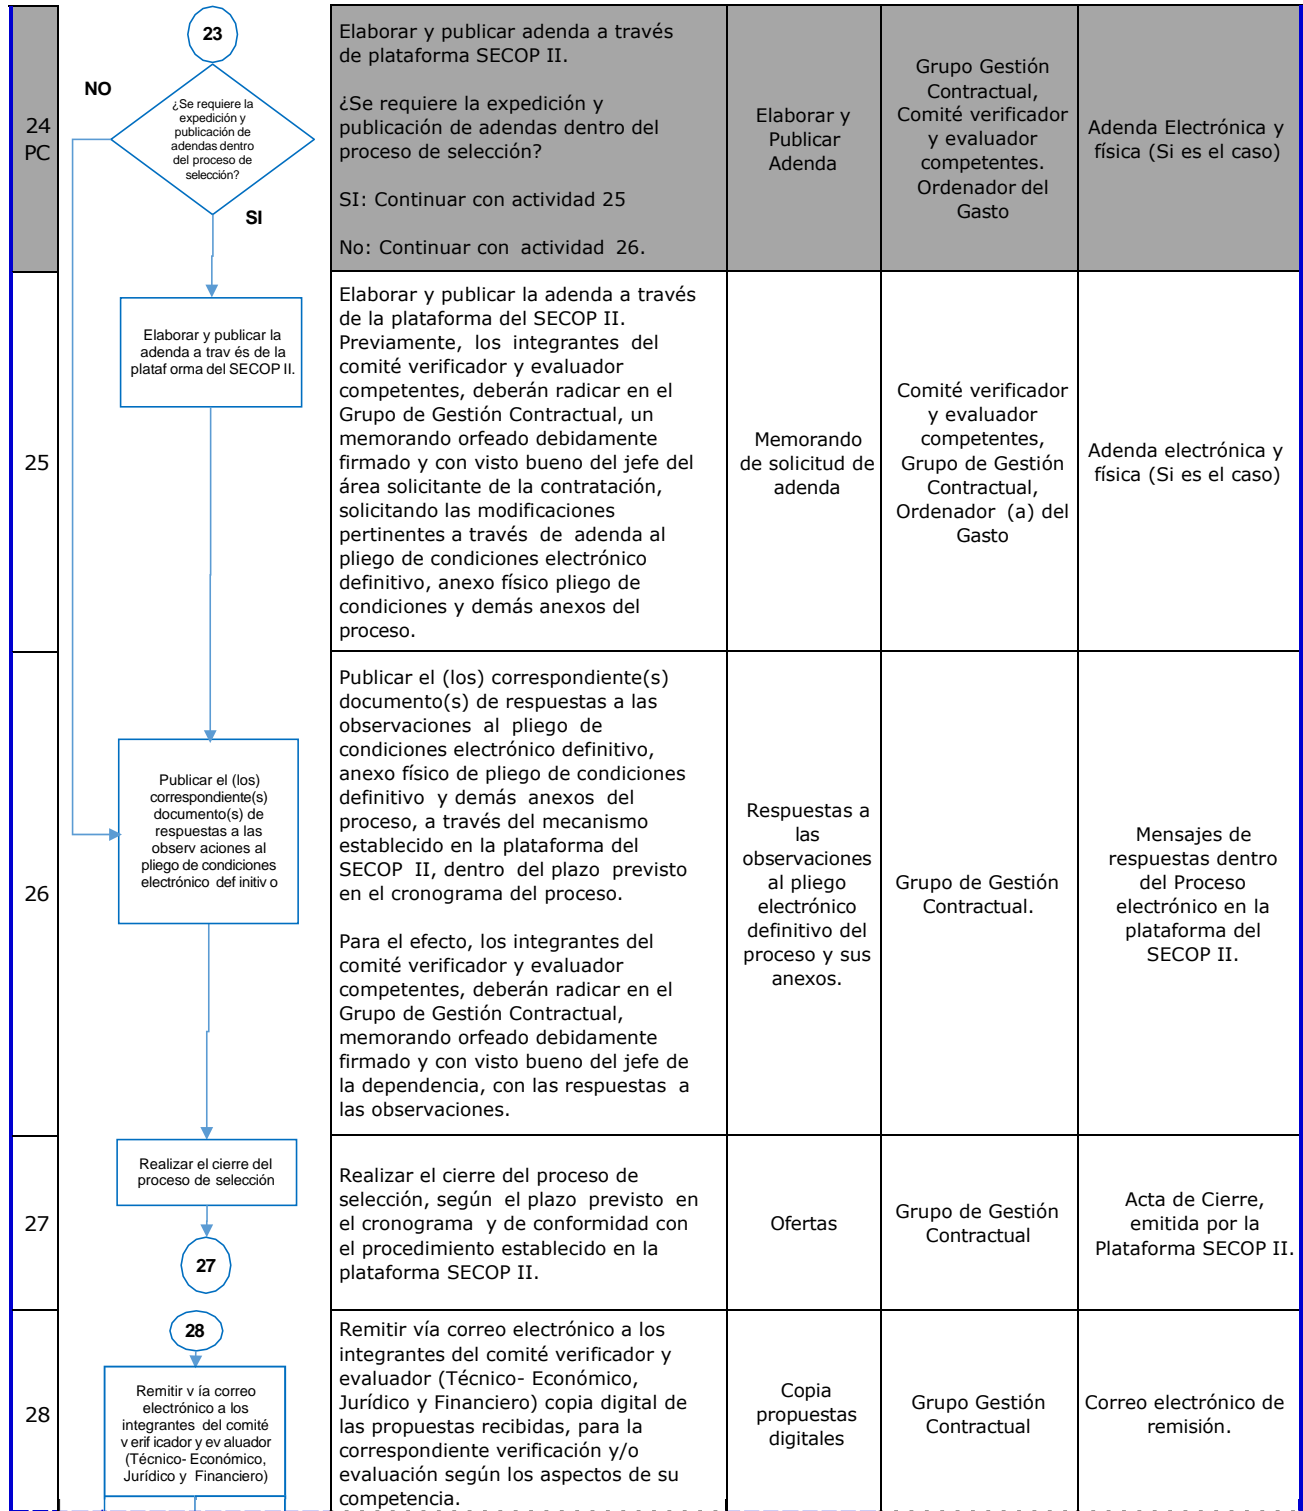 24
PC
23
NO
¿Se requiere la
expedición y
publicación de
adendas dentro
del proceso de
selección?
SI
Elaborar y publicar adenda a través
de plataforma SECOP II.
¿Se requiere la expedición y
publicación de adendas dentro del
proceso de selección?
SI: Continuar con actividad 25
No: Continuar con actividad 26.
Elaborar y
Publicar
Adenda
Grupo Gestión
Contractual,
Comité verificador
y evaluador
competentes.
Ordenador del
Gasto
Adenda Electrónica y
física (Si es el caso)
25
Elaborar y publicar la
adenda a trav és de la
plataf orma del SECOP II.
Elaborar y publicar la adenda a través
de la plataforma del SECOP II.
Previamente, los integrantes del
comité verificador y evaluador
competentes, deberán radicar en el
Grupo de Gestión Contractual, un
memorando orfeado debidamente
firmado y con visto bueno del jefe del
área solicitante de la contratación,
solicitando las modificaciones
pertinentes a través de adenda al
pliego de condiciones electrónico
definitivo, anexo físico pliego de
condiciones y demás anexos del
proceso.
Memorando
de solicitud de
adenda
Comité verificador
y evaluador
competentes,
Grupo de Gestión
Contractual,
Ordenador (a) del
Gasto
Adenda electrónica y
física (Si es el caso)
26
Publicar el (los)
correspondiente(s)
documento(s) de
respuestas a las
observ aciones al
pliego de condiciones
electrónico def initiv o
Publicar el (los) correspondiente(s)
documento(s) de respuestas a las
observaciones al pliego de
condiciones electrónico definitivo,
anexo físico de pliego de condiciones
definitivo y demás anexos del
proceso, a través del mecanismo
establecido en la plataforma del
SECOP II, dentro del plazo previsto
en el cronograma del proceso.
Para el efecto, los integrantes del
comité verificador y evaluador
competentes, deberán radicar en el
Grupo de Gestión Contractual,
memorando orfeado debidamente
firmado y con visto bueno del jefe de
la dependencia, con las respuestas a
las observaciones.
Respuestas a
las
observaciones
al pliego
electrónico
definitivo del
proceso y sus
anexos.
Grupo de Gestión
Contractual.
Mensajes de
respuestas dentro
del Proceso
electrónico en la
plataforma del
SECOP II.
27
Realizar el cierre del
proceso de selección
27
Realizar el cierre del proceso de
selección, según el plazo previsto en
el cronograma y de conformidad con
el procedimiento establecido en la
plataforma SECOP II.
Ofertas
Grupo de Gestión
Contractual
Acta de Cierre,
emitida por la
Plataforma SECOP II.
28
28
Remitir v ía correo
electrónico a los
integrantes del comité
v erif icador y ev aluador
(Técnico- Económico,
Jurídico y Financiero)
Remitir vía correo electrónico a los
integrantes del comité verificador y
evaluador (Técnico- Económico,
Jurídico y Financiero) copia digital de
las propuestas recibidas, para la
correspondiente verificación y/o
evaluación según los aspectos de su
competencia.
Copia
propuestas
digitales
Grupo Gestión
Contractual
Correo electrónico de
remisión.